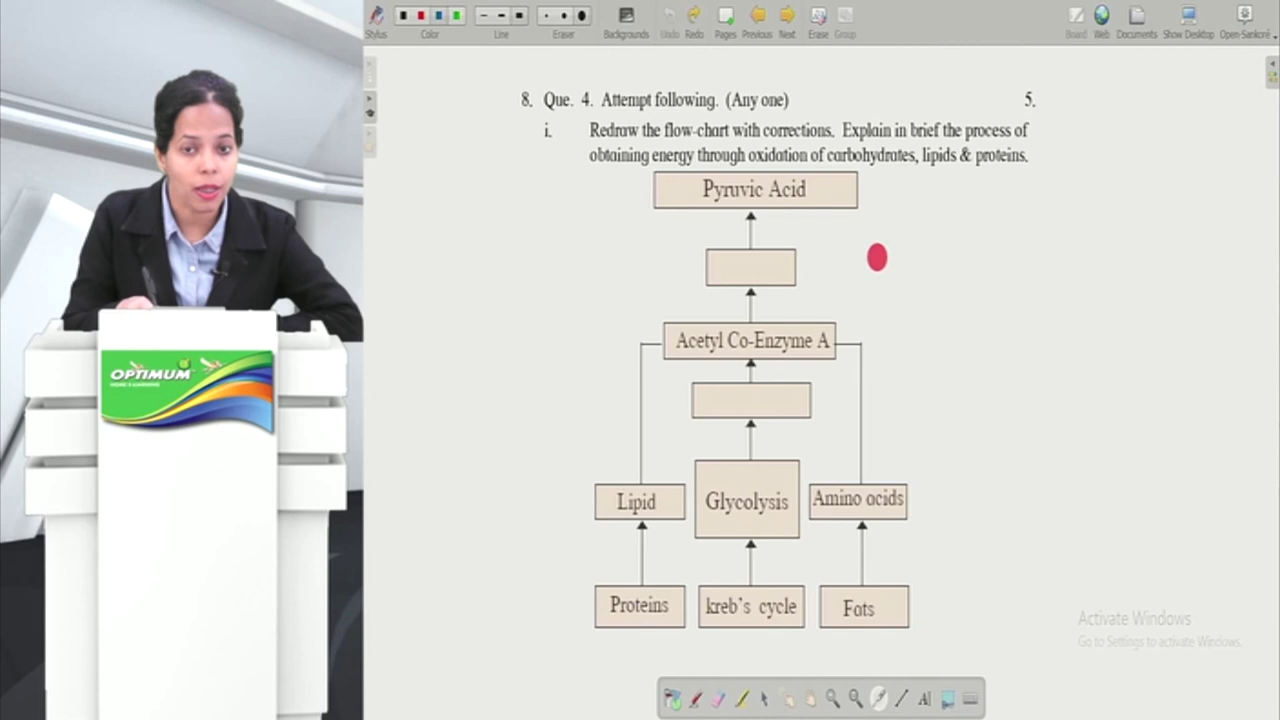 Stylus
Color
Line
Eraser
Backgrounds
Undo
Redo
Pages
Previous
Next
Erase
Group
Board
Web
Documents
Show Desktop
Open-Sankoré
8. Que. 4. Attempt following. (Any one) 5.
i. Redraw the flow-chart with corrections. Explain in brief the process of
obtaining energy through oxidation of carbohydrates, lipids & proteins.
Pyruvic Acid
Acetyl Co-Enzyme A
Lipid
Glycolysis
Amino acids
Proteins
kreb's cycle
Fats
OPTIMUM
Activate Windows
Go to Settings to activate Windows.
AI